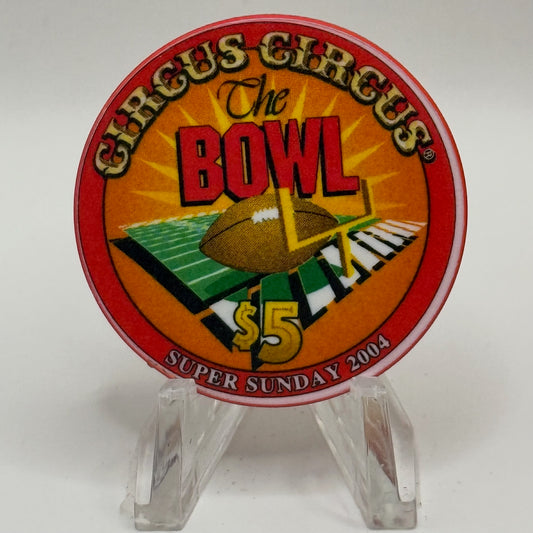 CIRCUS CIRCUS®
The
BOWL
$5
SUPER SUNDAY 2004